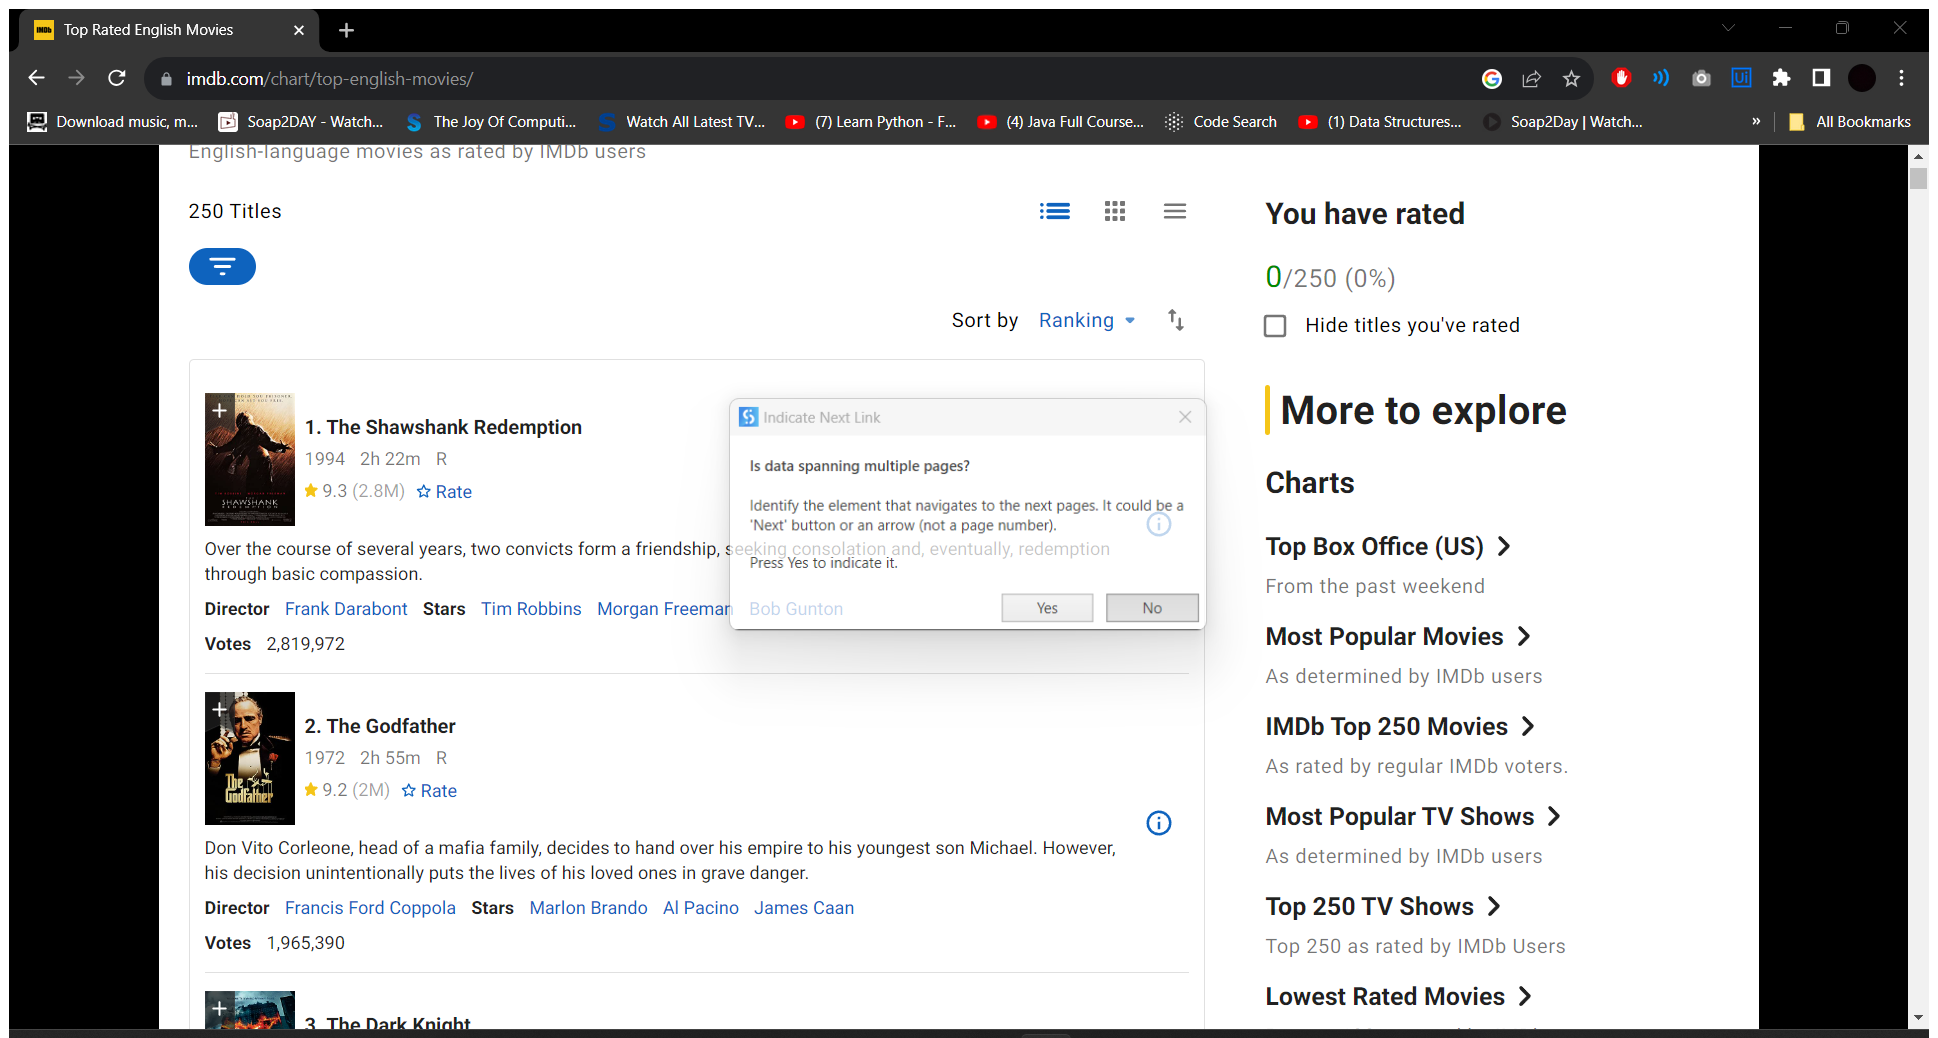 IMDb Top Rated English Movies
imdb.com/chart/top-english-movies/
Download music, m... Soap2DAY - Watch... The Joy Of Computi... Watch All Latest TV... (7) Learn Python - F... (4) Java Full Course... Code Search (1) Data Structures... Soap2Day | Watch... » All Bookmarks
English-language movies as rated by IMDb users
250 Titles
Sort by Ranking
1. The Shawshank Redemption
1994 2h 22m R
9.3 (2.8M) Rate
Over the course of several years, two convicts form a friendship, seeking consolation and, eventually, redemption
through basic compassion.
Director Frank Darabont Stars Tim Robbins Morgan Freeman Bob Gunton
Votes 2,819,972
Indicate Next Link
Is data spanning multiple pages?
Identify the element that navigates to the next pages. It could be a
'Next' button or an arrow (not a page number).
Press Yes to indicate it.
Yes No
2. The Godfather
1972 2h 55m R
9.2 (2M) Rate
The
Godfather
Don Vito Corleone, head of a mafia family, decides to hand over his empire to his youngest son Michael. However,
his decision unintentionally puts the lives of his loved ones in grave danger.
Director Francis Ford Coppola Stars Marlon Brando Al Pacino James Caan
Votes 1,965,390
3. The Dark Knight
You have rated
0/250 (0%)
Hide titles you've rated
More to explore
Charts
Top Box Office (US)
From the past weekend
Most Popular Movies
As determined by IMDb users
IMDb Top 250 Movies
As rated by regular IMDb voters.
Most Popular TV Shows
As determined by IMDb users
Top 250 TV Shows
Top 250 as rated by IMDb Users
Lowest Rated Movies